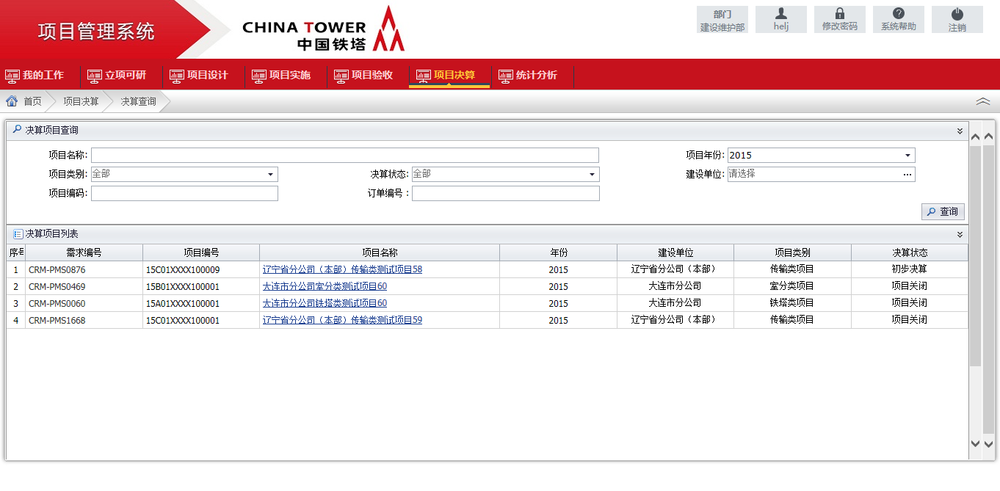 项目管理系统
CHINA TOWER
中国铁塔
部门
建设维护部
helj
修改密码
系统帮助
注销
我的工作 立项可研 项目设计 项目实施 项目验收 项目决算 统计分析
首页 项目决算 决算查询
决算项目查询
项目名称: 项目年份: 2015
项目类别: 全部 决算状态: 全部 建设单位: 请选择 ...
项目编码: 订单编号 :
查询
决算项目列表
序号 需求编号 项目编号 项目名称 年份 建设单位 项目类别 决算状态
1 CRM-PMS0876 15C01XXXX100009 辽宁省分公司（本部）传输类测试项目58 2015 辽宁省分公司（本部） 传输类项目 初步决算
2 CRM-PMS0469 15B01XXXX100001 大连市分公司室分类测试项目60 2015 大连市分公司 室分类项目 项目关闭
3 CRM-PMS0060 15A01XXXX100001 大连市分公司铁塔类测试项目60 2015 大连市分公司 铁塔类项目 项目关闭
4 CRM-PMS1668 15C01XXXX100001 辽宁省分公司（本部）传输类测试项目59 2015 辽宁省分公司（本部） 传输类项目 项目关闭